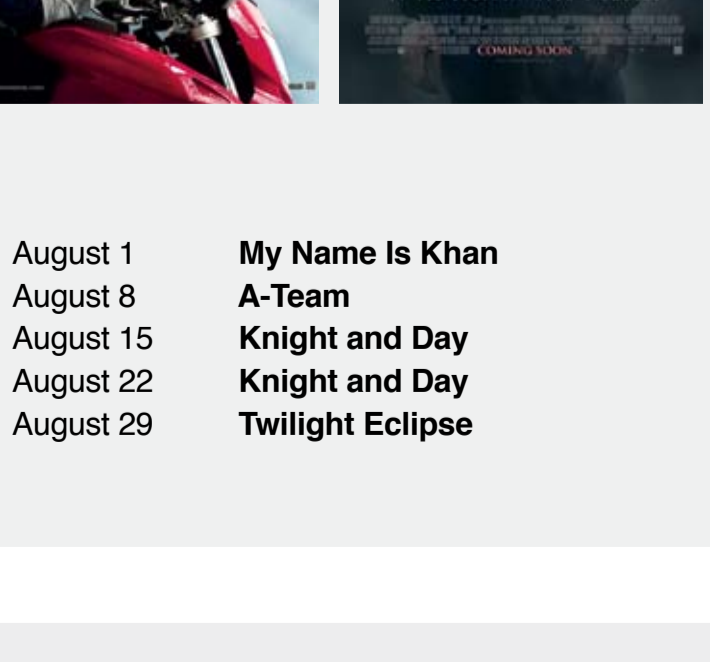 COMING SOON
August 1 My Name Is Khan
August 8 A-Team
August 15 Knight and Day
August 22 Knight and Day
August 29 Twilight Eclipse